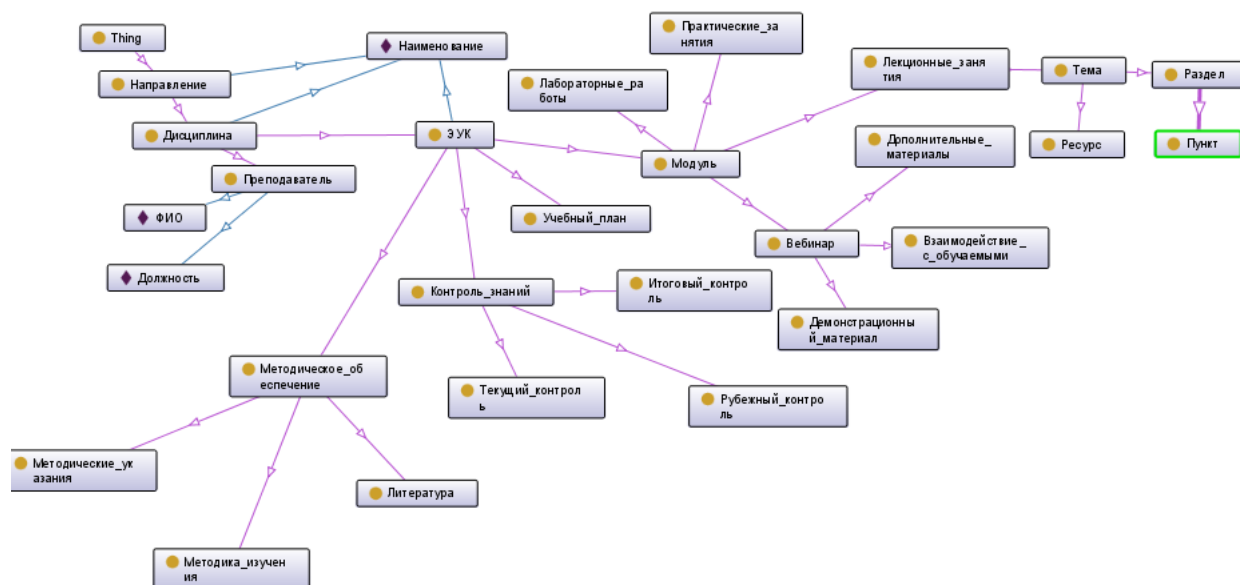 Thing
Наименование
Практические_за
нятия
Направление
Лабораторные_ра
боты
Лекционные_заня
тия
Тема
Раздел
Дисциплина
ЭУК
Дополнительные_
материалы
Ресурс
Пункт
Модуль
Преподаватель
ФИО
Учебный_план
Вебинар
Взаимодействие_
с_обучаемыми
Должность
Контроль_знаний
Итоговый_контро
ль
Демонстрационны
й_материал
Методическое_об
еспечение
Текущий_контрол
ь
Рубежный_контро
ль
Методические_ук
азания
Литература
Методика_изучен
ия